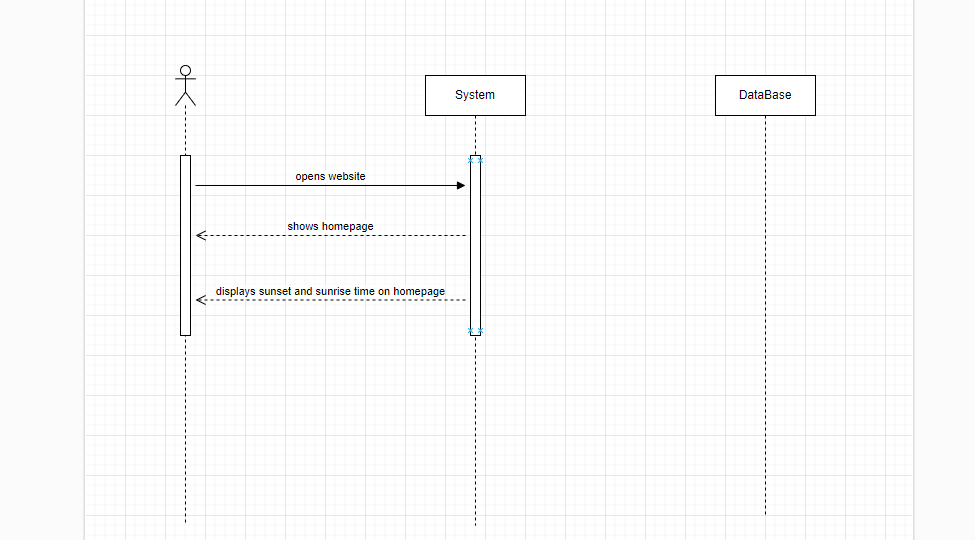 System
DataBase
opens website
shows homepage
displays sunset and sunrise time on homepage